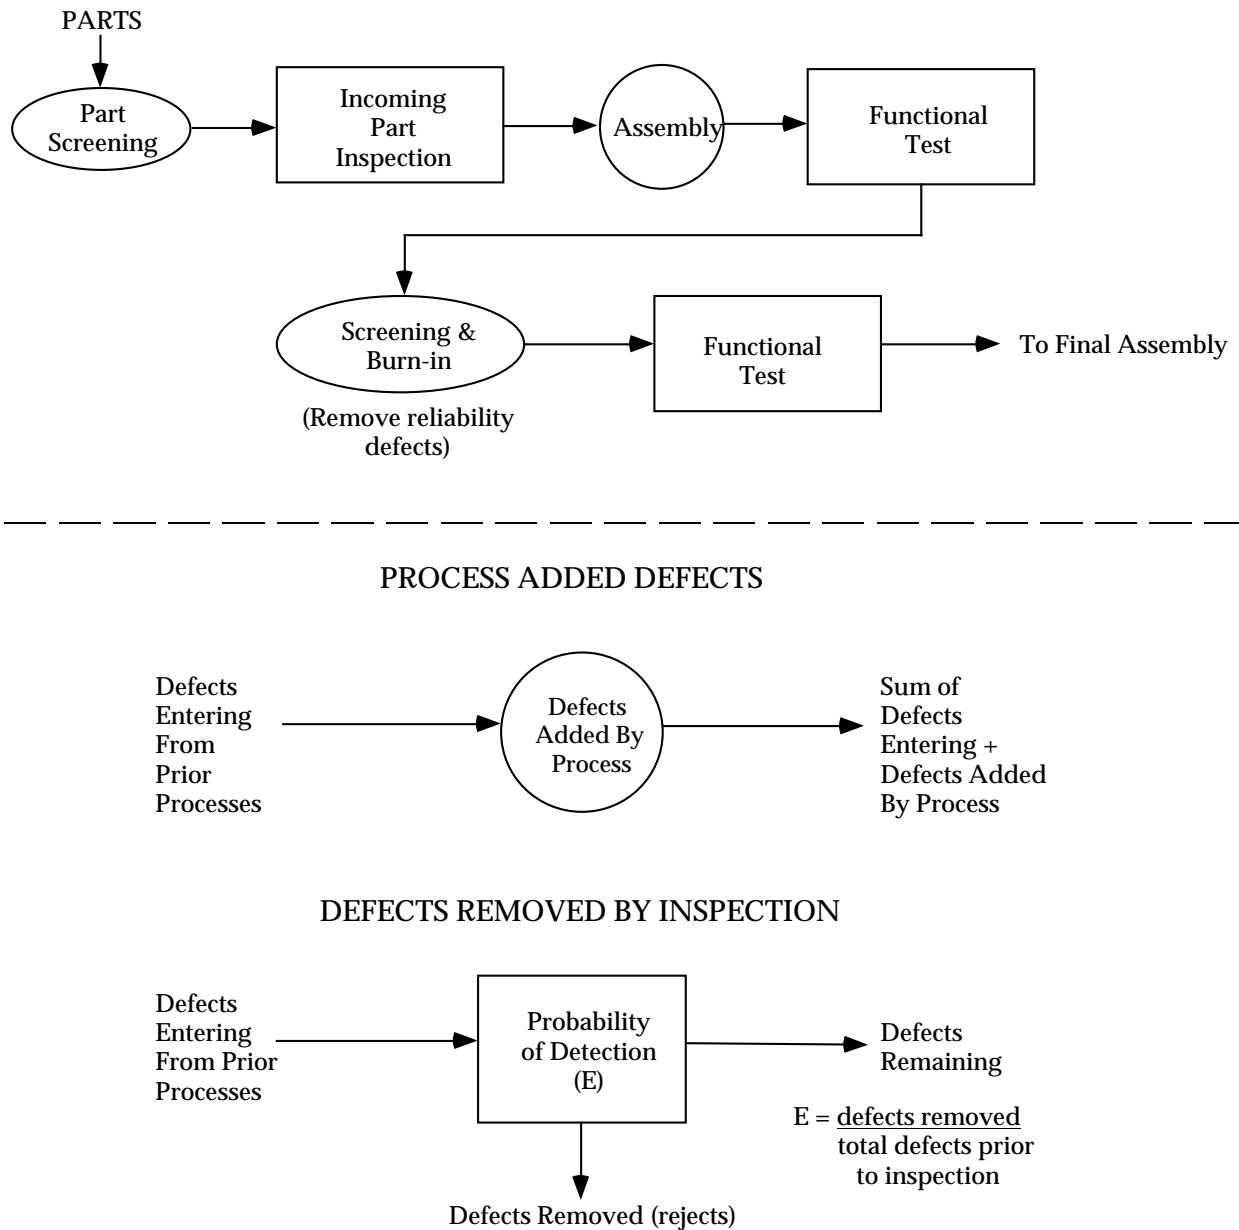 PARTS
Part
Screening
Incoming
Part
Inspection
Assembly
Functional
Test
Screening &
Burn-in
(Remove reliability
defects)
Functional
Test
To Final Assembly
PROCESS ADDED DEFECTS
Defects
Entering
From
Prior
Processes
Defects
Added By
Process
Sum of
Defects
Entering +
Defects Added
By Process
DEFECTS REMOVED BY INSPECTION
Defects
Entering
From Prior
Processes
Probability
of Detection
(E)
Defects
Remaining
E = defects removed
total defects prior
to inspection
Defects Removed (rejects)